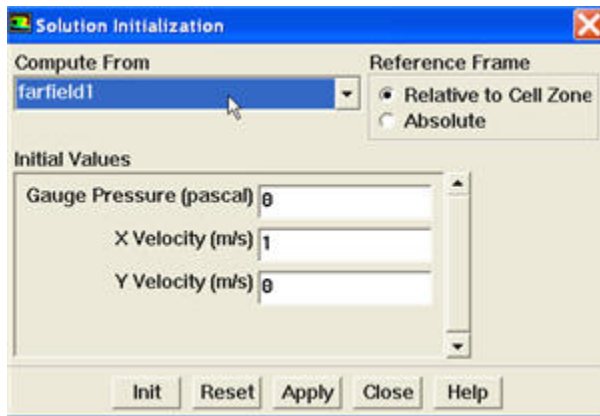 Solution Initialization
Compute From
Reference Frame
farfield1
Relative to Cell Zone
Absolute
Initial Values
Gauge Pressure (pascal) 0
X Velocity (m/s) 1
Y Velocity (m/s) 0
Init Reset Apply Close Help